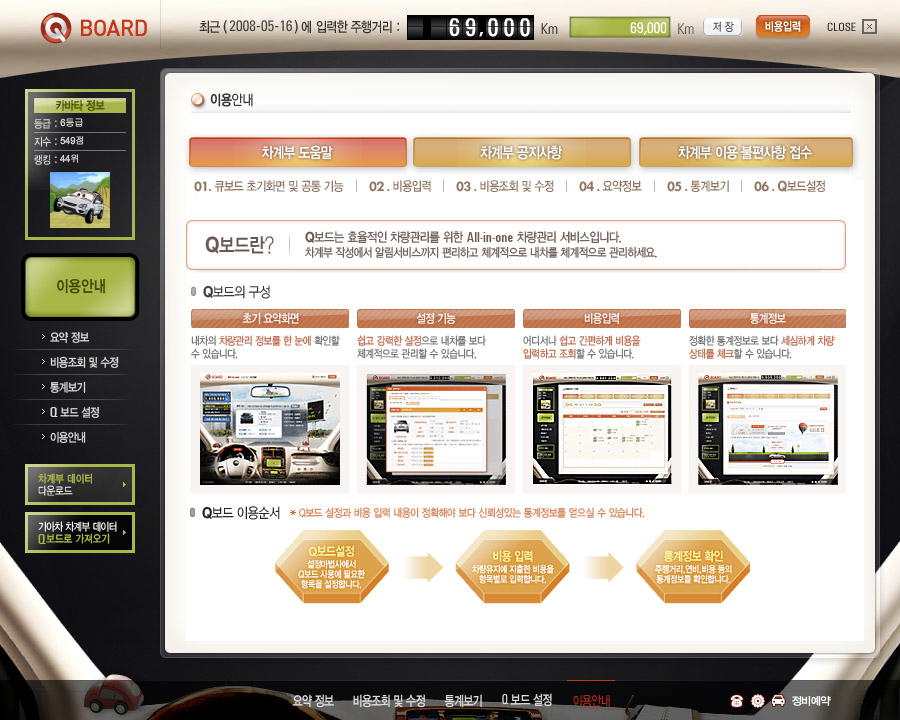 Q BOARD
최근 ( 2008-05-16 ) 에 입력한 주행거리 : 69,000 Km 69,000 Km 저장 비용입력 CLOSE
카바타 정보
등급 : 6등급
지수 : 549점
랭킹 : 44위
이용안내
요약 정보
비용조회 및 수정
통계보기
Q 보드 설정
이용안내
차계부 데이터
다운로드
기아차 차계부 데이터
Q보드로 가져오기
이용안내
차계부 도움말 차계부 공지사항 차계부 이용 불편사항 접수
01. 큐보드 초기화면 및 공통 기능 02. 비용입력 03. 비용조회 및 수정 04. 요약정보 05. 통계보기 06. Q보드설정
Q보드란?
Q보드는 효율적인 차량관리를 위한 All-in-one 차량관리 서비스입니다.
차계부 작성에서 알림서비스까지 편리하고 체계적으로 내차를 체계적으로 관리하세요.
Q보드의 구성
초기 요약화면 설정 기능 비용입력 통계정보
내차의 차량관리 정보를 한 눈에 확인할
수 있습니다.
쉽고 강력한 설정으로 내차를 보다
체계적으로 관리할 수 있습니다.
어디서나 쉽고 간편하게 비용을
입력하고 조회할 수 있습니다.
정확한 통계정보로 보다 세심하게 차량
상태를 체크할 수 있습니다.
Q보드 이용순서 * Q보드 설정과 비용 입력 내용이 정확해야 보다 신뢰성있는 통계정보를 얻으실 수 있습니다.
Q보드설정
설정마법사에서
Q보드 사용에 필요한
항목을 설정합니다.
비용 입력
차량유지에 지출한 비용을
항목별로 입력합니다.
통계정보 확인
주행거리,연비,비용 등의
통계정보를 확인합니다.
요약 정보 비용조회 및 수정 통계보기 Q 보드 설정 이용안내 정비예약